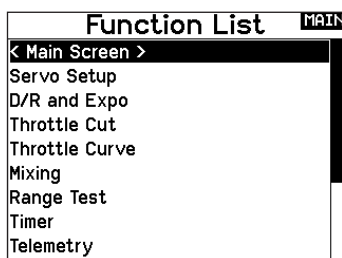 Function List MAIN
< Main Screen >
Servo Setup
D/R and Expo
Throttle Cut
Throttle Curve
Mixing
Range Test
Timer
Telemetry